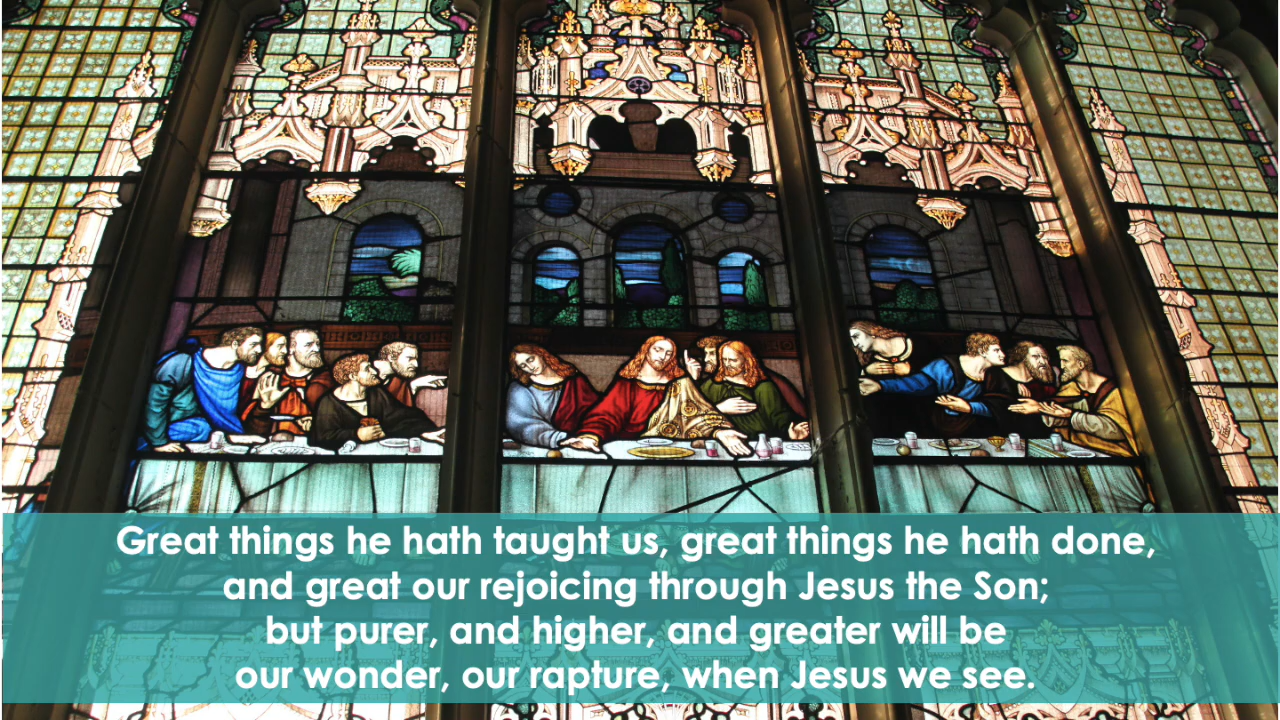 Great things he hath taught us, great things he hath done,
and great our rejoicing through Jesus the Son;
but purer, and higher, and greater will be
our wonder, our rapture, when Jesus we see.